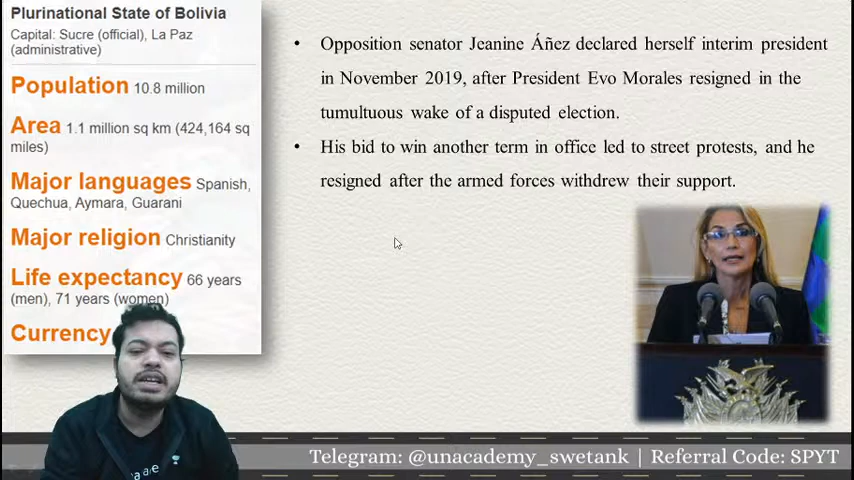 Plurinational State of Bolivia
Capital: Sucre (official), La Paz
(administrative)
Population 10.8 million
Area 1.1 million sq km (424,164 sq
miles)
Major languages Spanish,
Quechua, Aymara, Guarani
Major religion Christianity
Life expectancy 66 years
(men), 71 years (women)
Currency
• Opposition senator Jeanine Áñez declared herself interim president
in November 2019, after President Evo Morales resigned in the
tumultuous wake of a disputed election.
• His bid to win another term in office led to street protests, and he
resigned after the armed forces withdrew their support.
Telegram: @unacademy_swetank | Referral Code: SPYT